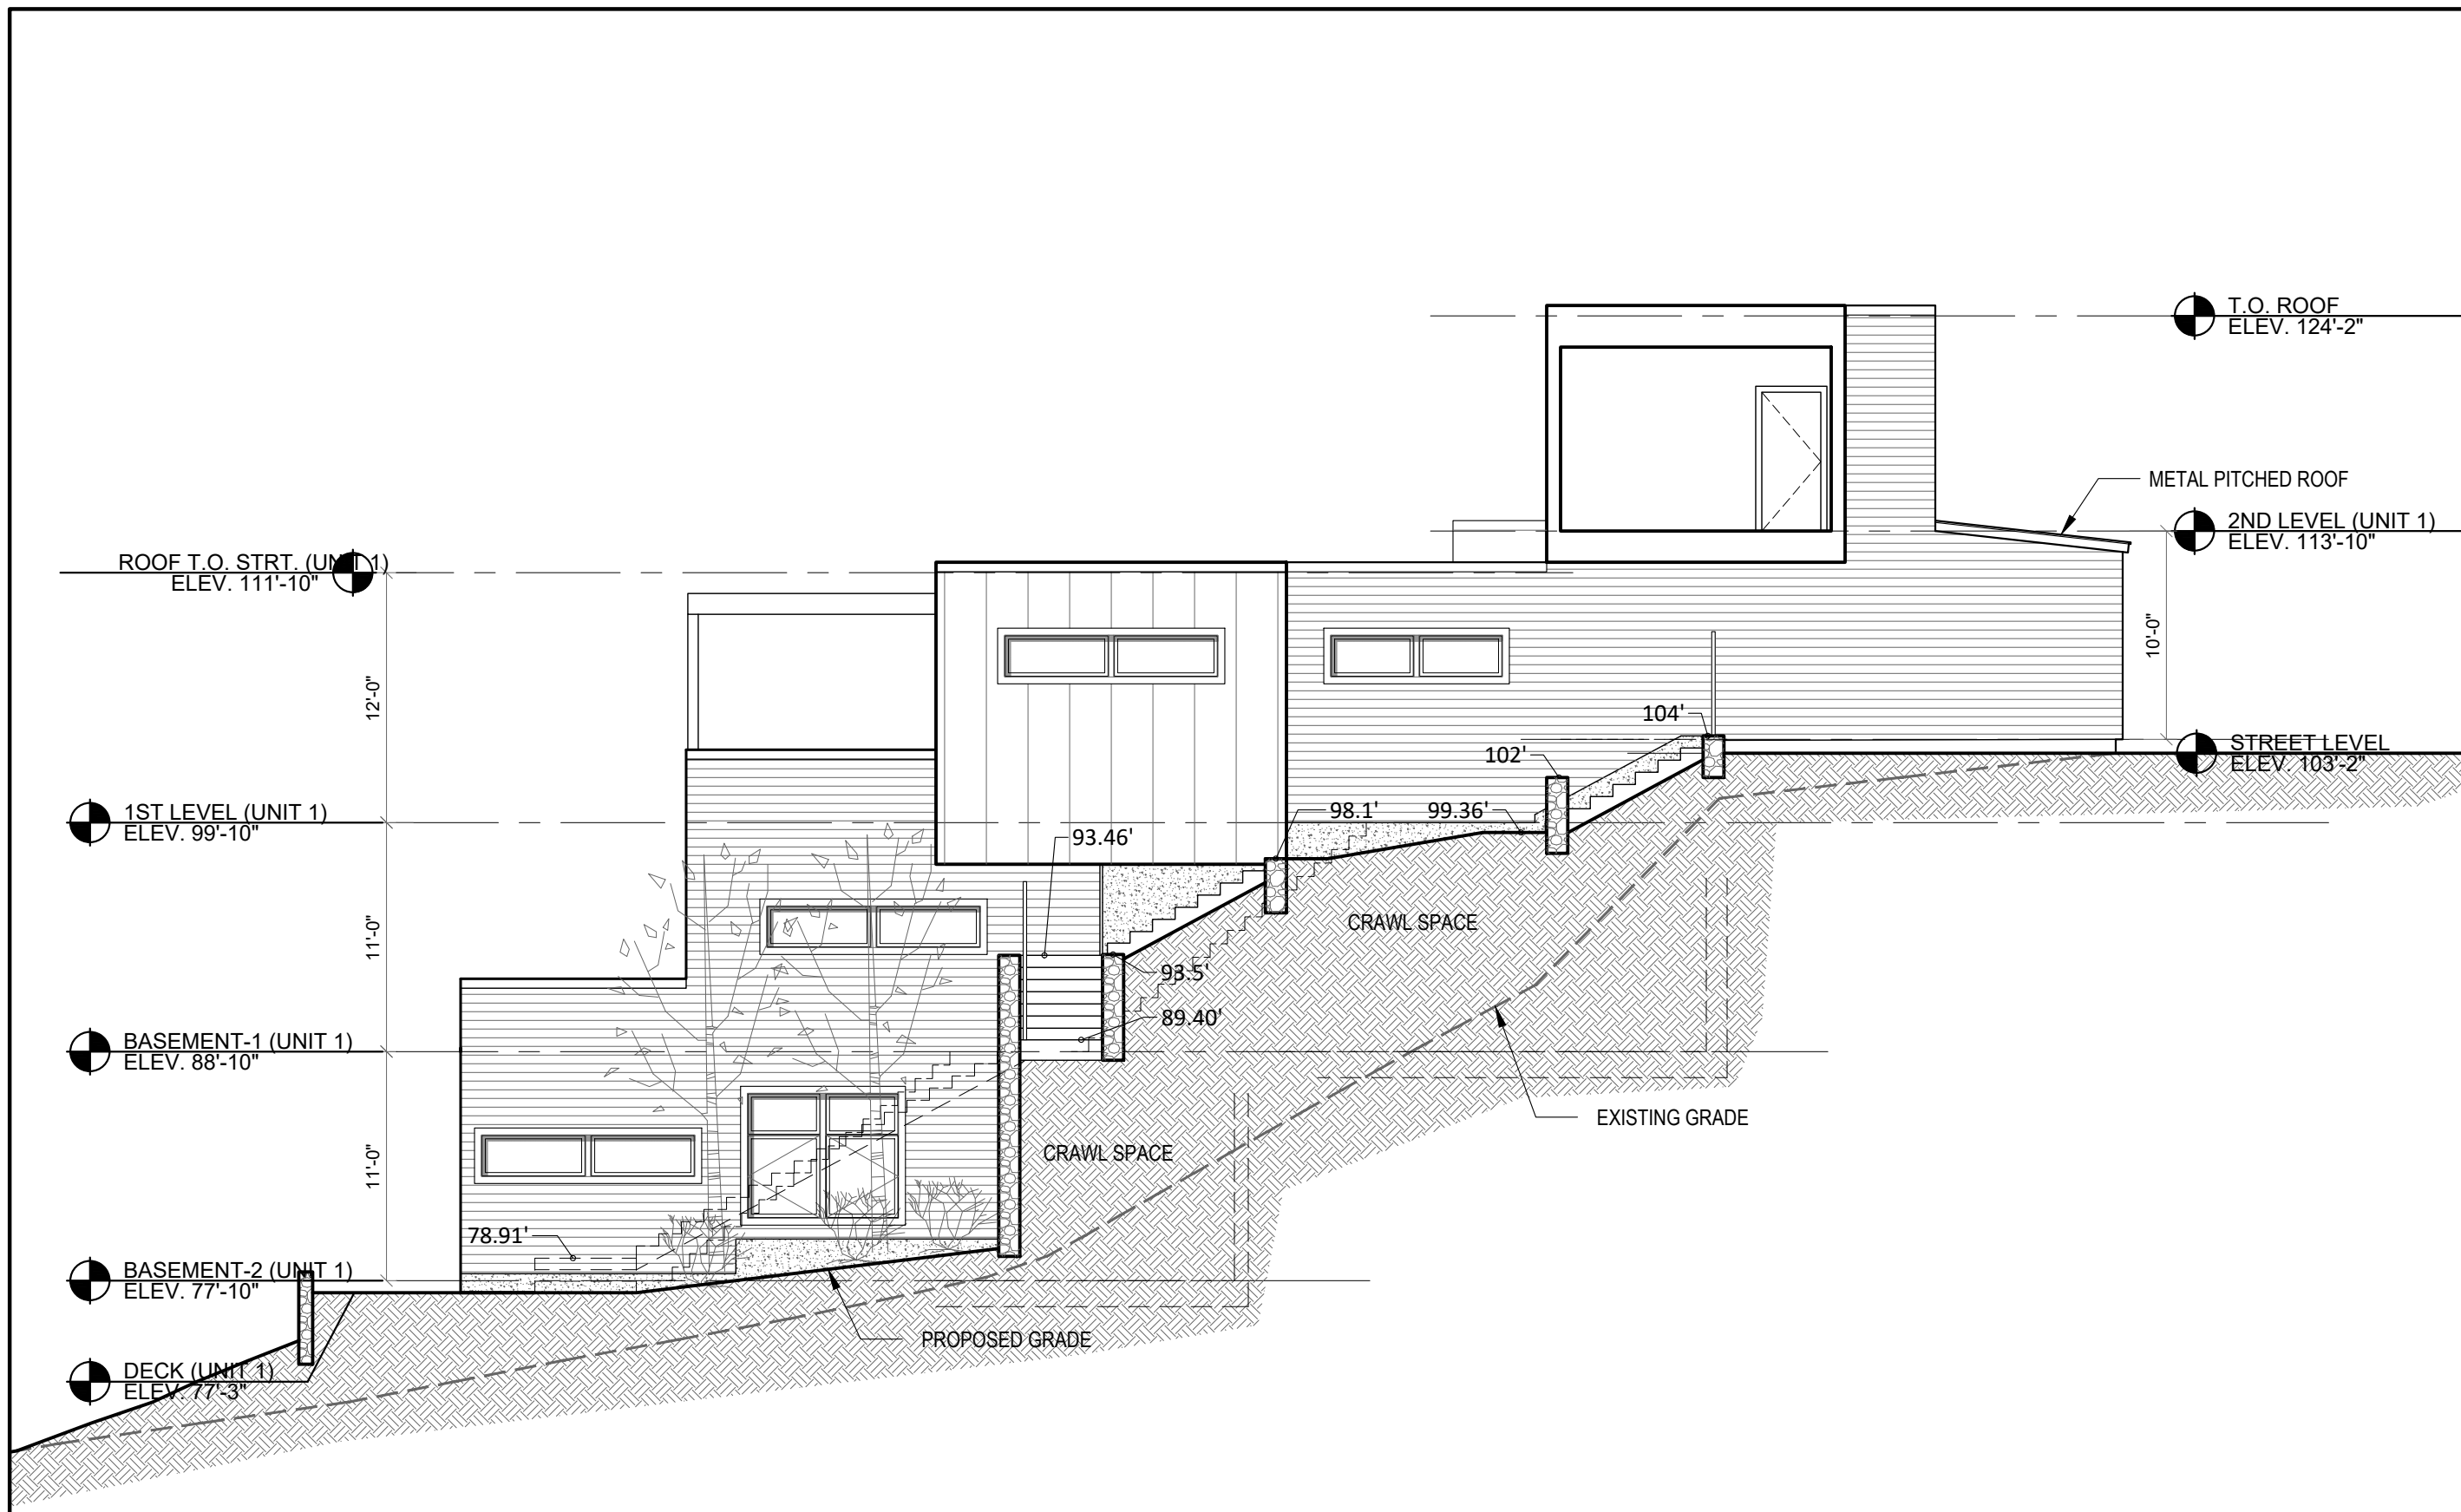 T.O. ROOF
ELEV. 124'-2"
METAL PITCHED ROOF
2ND LEVEL (UNIT 1)
ELEV. 113'-10"
ROOF T.O. STRT. (UNIT 1)
ELEV. 111'-10"
10'-0"
12'-0"
104'
102'
STREET LEVEL
ELEV. 103'-2"
1ST LEVEL (UNIT 1)
ELEV. 99'-10"
98.1'
99.36'
93.46'
CRAWL SPACE
11'-0"
93.5'
89.40'
BASEMENT-1 (UNIT 1)
ELEV. 88'-10"
EXISTING GRADE
CRAWL SPACE
11'-0"
78.91'
BASEMENT-2 (UNIT 1)
ELEV. 77'-10"
PROPOSED GRADE
DECK (UNIT 1)
ELEV. 77'-3"